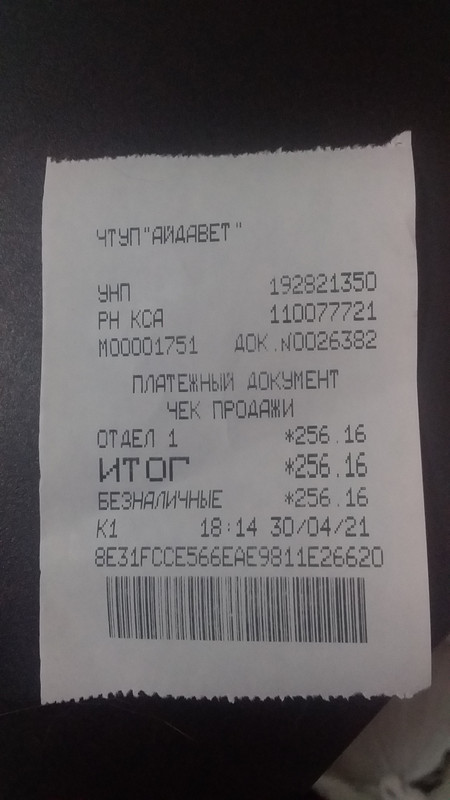 ЧТУП"АЙДАВЕТ"
УНП 192821350
РН КСА 110077721
М00001751 ДОК.N0026382
ПЛАТЕЖНЫЙ ДОКУМЕНТ
ЧЕК ПРОДАЖИ
ОТДЕЛ 1 *256.16
ИТОГ *256.16
БЕЗНАЛИЧНЫЕ *256.16
К1 18:14 30/04/21
8E31FCCE566EAE9811E26620